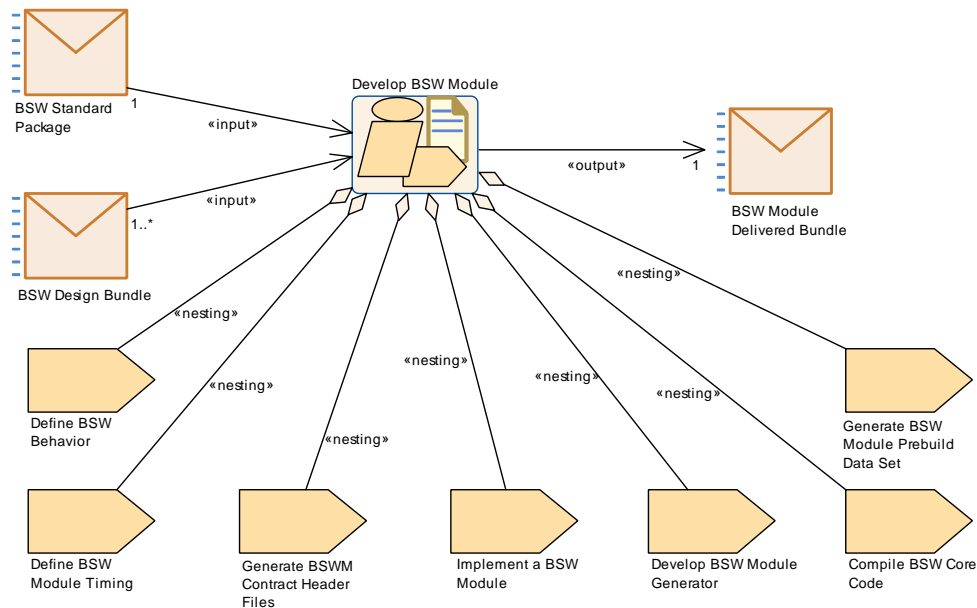 Develop BSW Module
BSW Standard
Package
1
«input»
«output»
1
«input»
1..*
BSW Module
Delivered Bundle
BSW Design Bundle
«nesting»
«nesting»
«nesting»
«nesting»
«nesting»
«nesting»
«nesting»
Define BSW
Behavior
Generate BSW
Module Prebuild
Data Set
Define BSW
Module Timing
Generate BSWM
Contract Header
Files
Implement a BSW
Module
Develop BSW Module
Generator
Compile BSW Core
Code